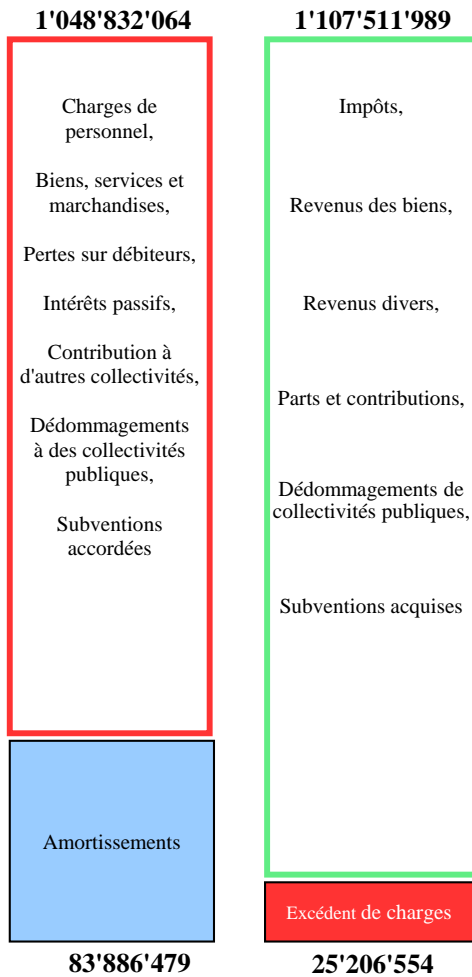 1'048'832'064
Charges de
personnel,
Biens, services et
marchandises,
Pertes sur débiteurs,
Intérêts passifs,
Contribution à
d'autres collectivités,
Dédommagements
à des collectivités
publiques,
Subventions
accordées
Amortissements
83'886'479
1'107'511'989
Impôts,
Revenus des biens,
Revenus divers,
Parts et contributions,
Dédommagements de
collectivités publiques,
Subventions acquises
Excédent de charges
25'206'554